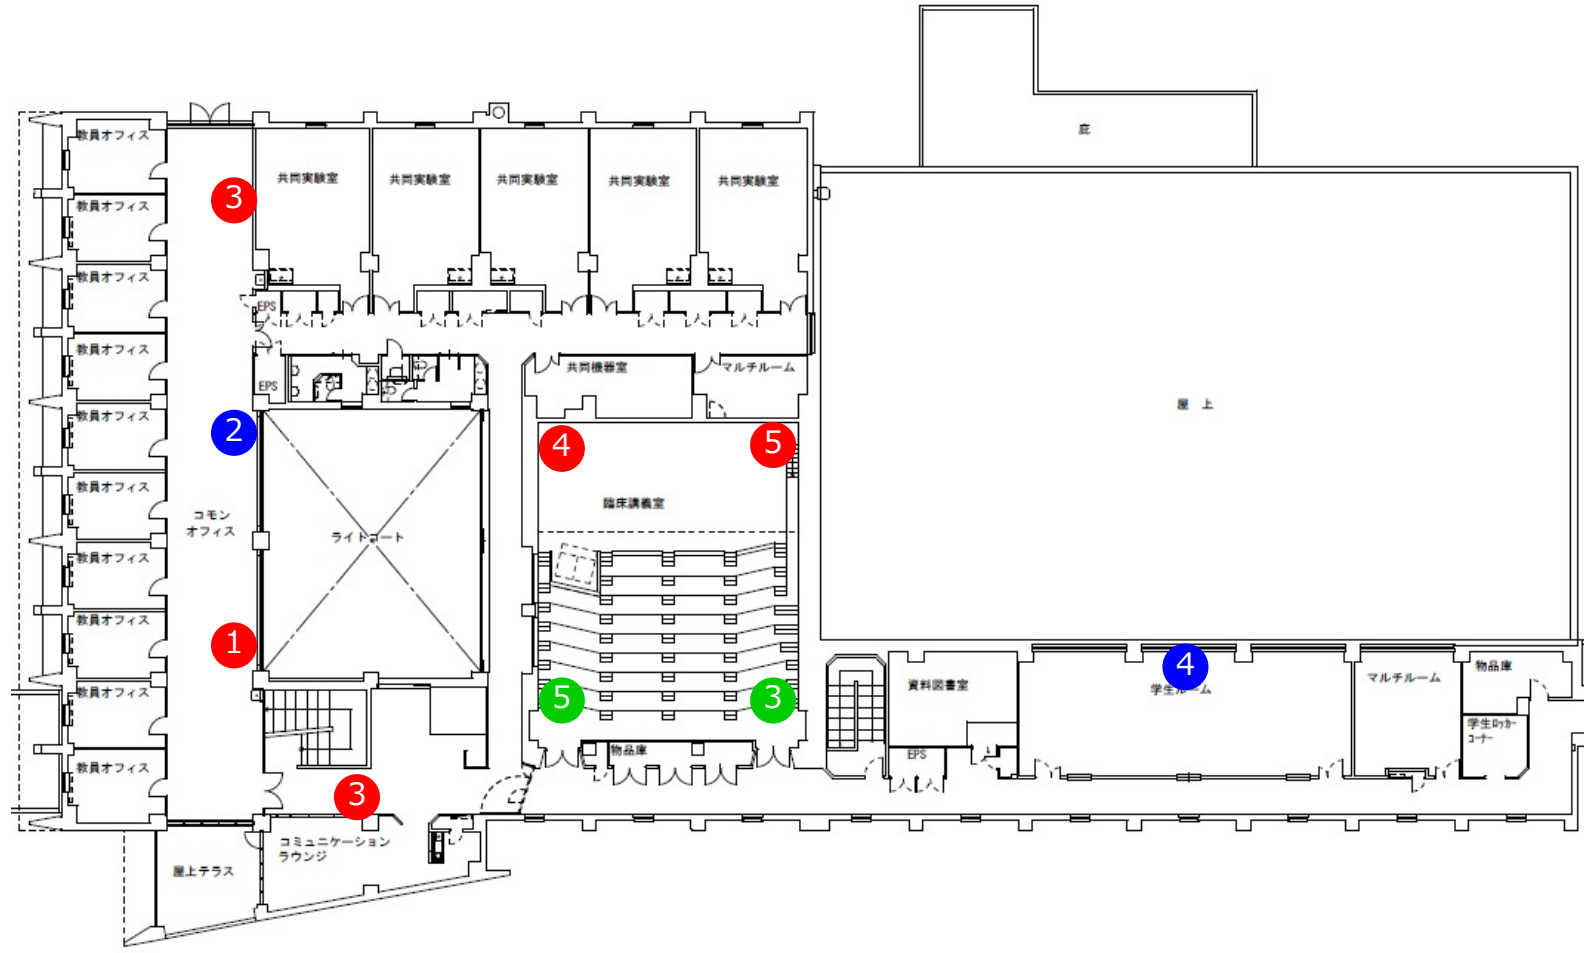 庇
教員オフィス
教員オフィス
教員オフィス
教員オフィス
教員オフィス
教員オフィス
教員オフィス
教員オフィス
教員オフィス
教員オフィス
3
共同実験室
共同実験室
共同実験室
共同実験室
共同実験室
EPS
EPS
共同機器室
マルチルーム
屋 上
2
4
5
コモン
オフィス
ライトコート
臨床講義室
1
5
3
4
資料図書室
学生ルーム
マルチルーム
物品庫
学生ロッカー
コーナー
物品庫
EPS
3
コミュニケーション
ラウンジ
屋上テラス